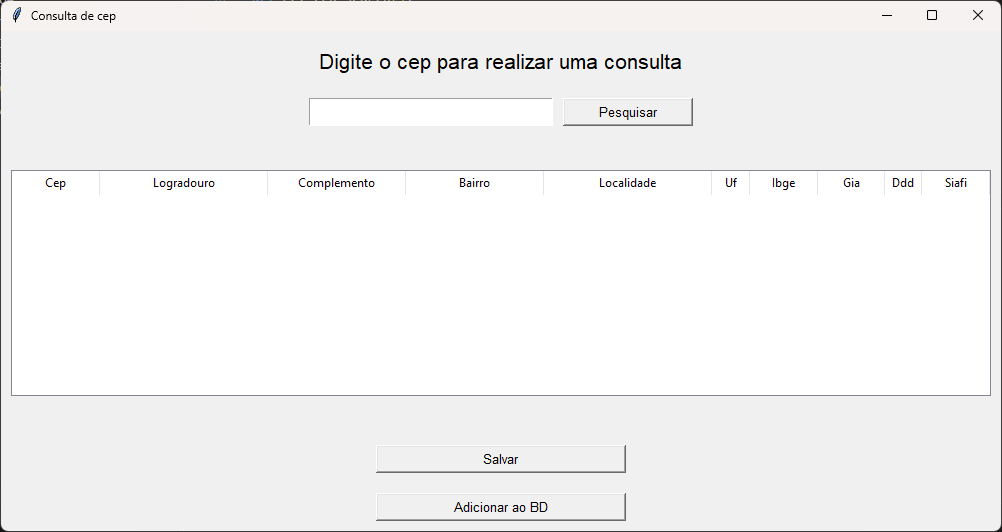 Consulta de cep
Digite o cep para realizar uma consulta
Pesquisar
Cep Logradouro Complemento Bairro Localidade Uf Ibge Gia Ddd Siafi
Salvar
Adicionar ao BD